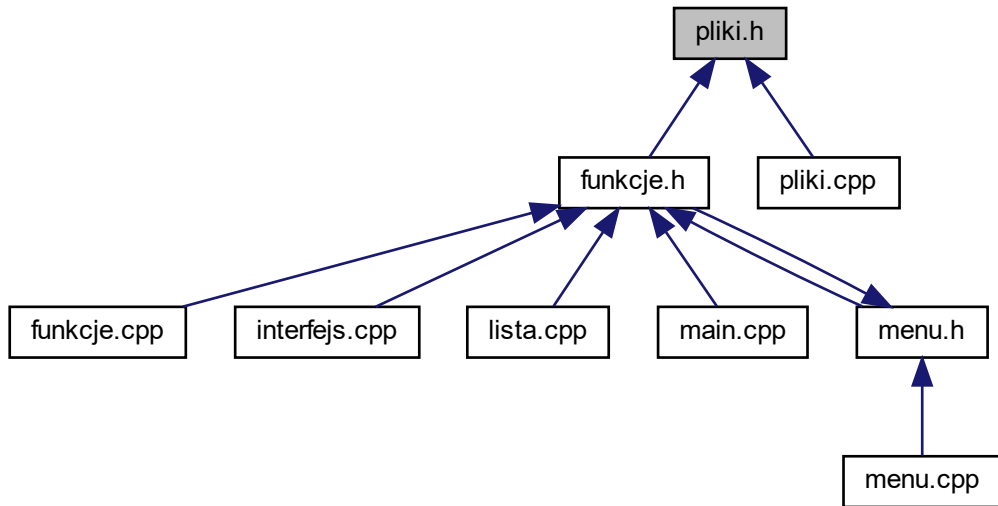 pliki.h
funkcje.h
pliki.cpp
funkcje.cpp
interfejs.cpp
lista.cpp
main.cpp
menu.h
menu.cpp